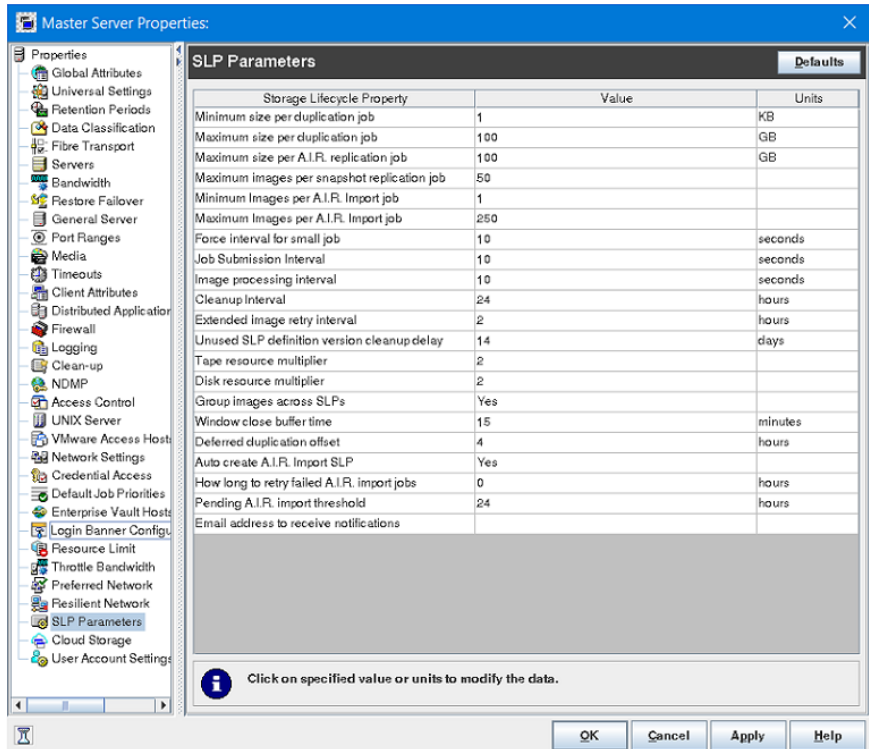 Master Server Properties:
Properties
Global Attributes
Universal Settings
Retention Periods
Data Classification
Fibre Transport
Servers
Bandwidth
Restore Failover
General Server
Port Ranges
Media
Timeouts
Client Attributes
Distributed Application
Firewall
Logging
Clean-up
NDMP
Access Control
UNIX Server
VMware Access Hosts
Network Settings
Credential Access
Default Job Priorities
Enterprise Vault Hosts
Login Banner Configu
Resource Limit
Throttle Bandwidth
Preferred Network
Resilient Network
SLP Parameters
Cloud Storage
User Account Settings
SLP Parameters Defaults
Storage Lifecycle Property Value Units
Minimum size per duplication job 1 KB
Maximum size per duplication job 100 GB
Maximum size per A.I.R. replication job 100 GB
Maximum images per snapshot replication job 50
Minimum Images per A.I.R. Import job 1
Maximum Images per A.I.R. Import job 250
Force interval for small job 10 seconds
Job Submission Interval 10 seconds
Image processing interval 10 seconds
Cleanup Interval 24 hours
Extended image retry interval 2 hours
Unused SLP definition version cleanup delay 14 days
Tape resource multiplier 2
Disk resource multiplier 2
Group images across SLPs Yes
Window close buffer time 15 minutes
Deferred duplication offset 4 hours
Auto create A.I.R. Import SLP Yes
How long to retry failed A.I.R. import jobs 0 hours
Pending A.I.R. import threshold 24 hours
Email address to receive notifications
Click on specified value or units to modify the data.
OK Cancel Apply Help